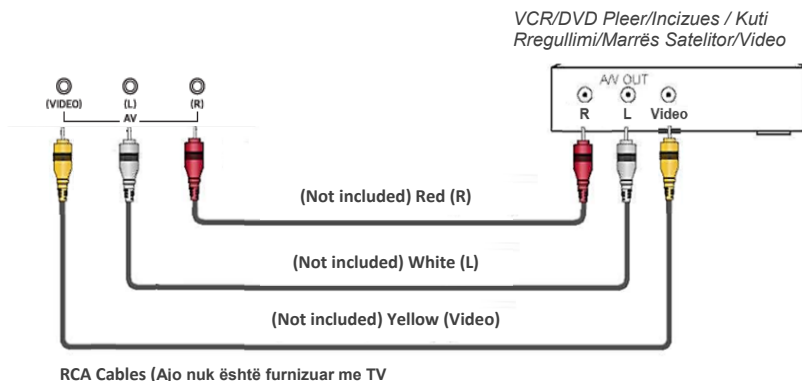 VCR/DVD Pleer/Incizues / Kuti
Rregullimi/Marrës Satelitor/Video
A/V OUT
R L Video
(VIDEO) (L) (R)
AV
(Not included) Red (R)
(Not included) White (L)
(Not included) Yellow (Video)
RCA Cables (Ajo nuk është furnizuar me TV